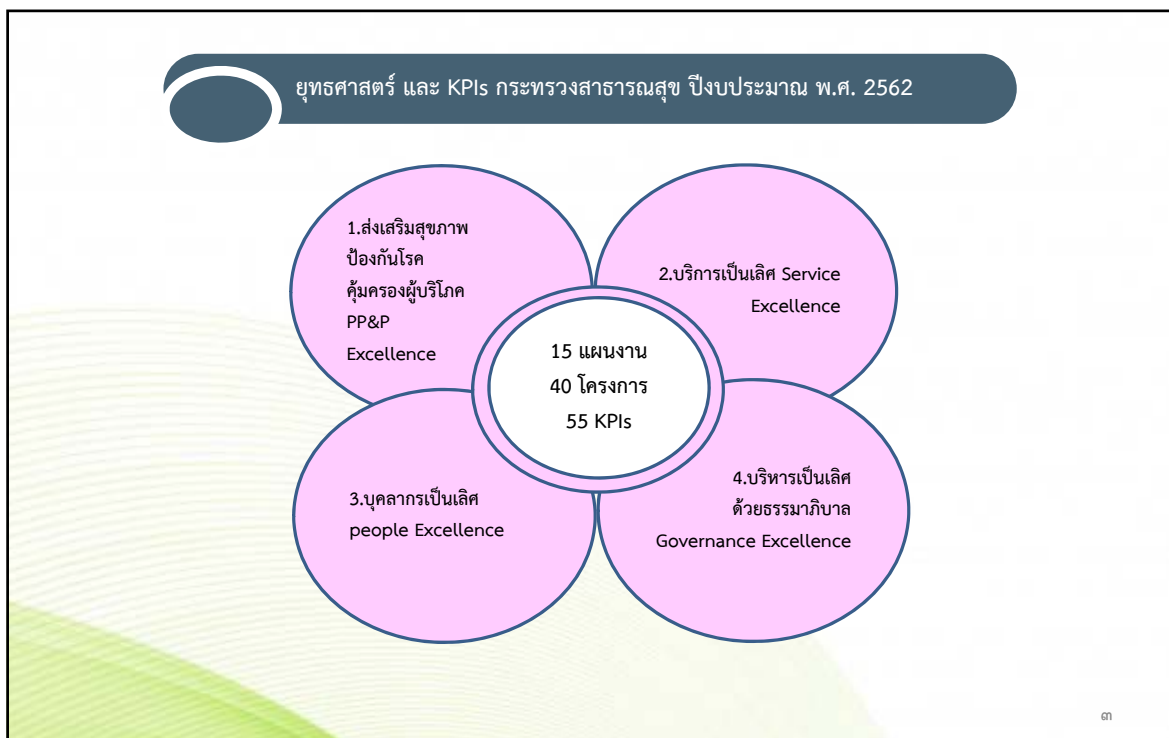 ยุทธศาสตร์ และ KPIs กระทรวงสาธารณสุข ปีงบประมาณ พ.ศ. 2562
1.ส่งเสริมสุขภาพ
ป้องกันโรค
คุ้มครองผู้บริโภค
PP&P
Excellence
2.บริการเป็นเลิศ Service
Excellence
15 แผนงาน
40 โครงการ
55 KPIs
3.บุคลากรเป็นเลิศ
people Excellence
4.บริหารเป็นเลิศ
ด้วยธรรมาภิบาล
Governance Excellence
๓